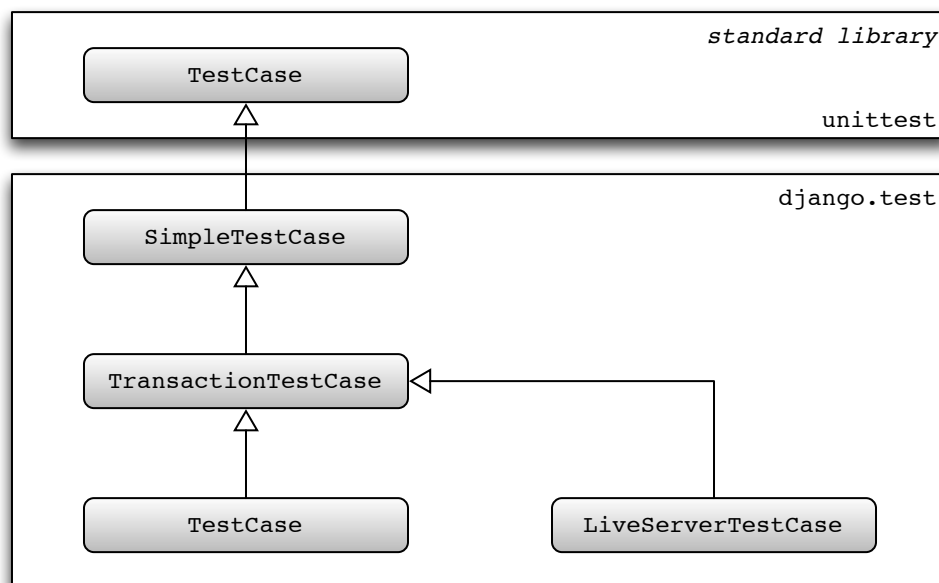 standard library
TestCase
unittest
django.test
SimpleTestCase
TransactionTestCase
TestCase
LiveServerTestCase